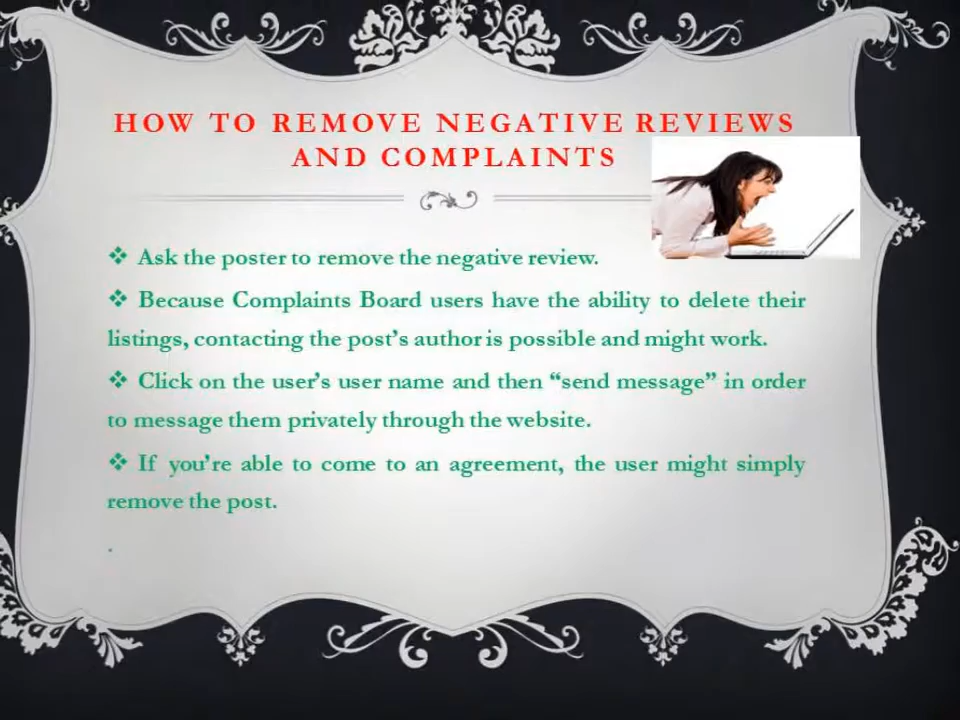 HOW TO REMOVE NEGATIVE REVIEWS
AND COMPLAINTS
❖ Ask the poster to remove the negative review.
❖ Because Complaints Board users have the ability to delete their
listings, contacting the post’s author is possible and might work.
❖ Click on the user’s user name and then “send message” in order
to message them privately through the website.
❖ If you’re able to come to an agreement, the user might simply
remove the post.
.